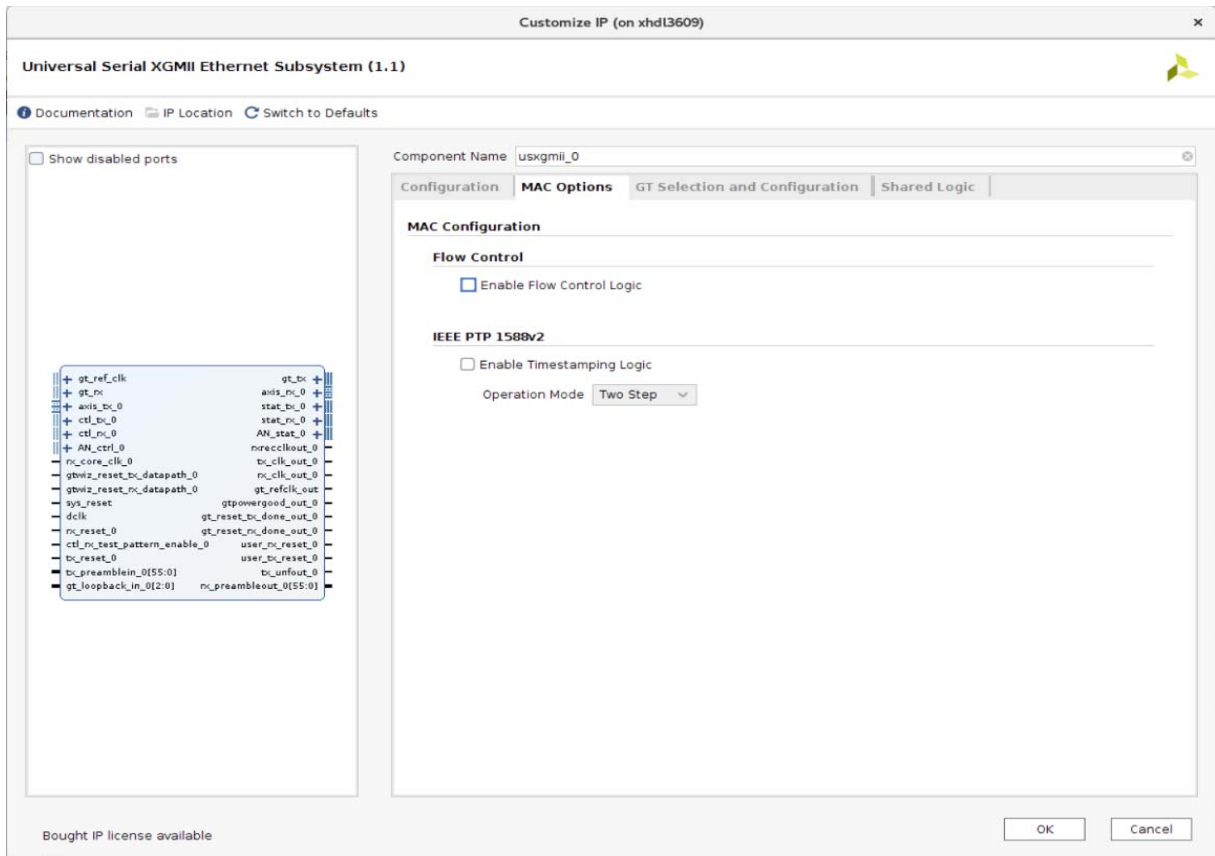 Customize IP (on xhdl3609)
Universal Serial XGMII Ethernet Subsystem (1.1)
Documentation IP Location Switch to Defaults
Show disabled ports
gt_ref_clk gt_tx
gt_rx axis_rx_0
axis_tx_0 stat_tx_0
ctl_tx_0 stat_rx_0
ctl_rx_0 AN_stat_0
AN_ctrl_0 rxrecclkout_0
rx_core_clk_0 tx_clk_out_0
gtwiz_reset_tx_datapath_0 rx_clk_out_0
gtwiz_reset_rx_datapath_0 gt_refclk_out
sys_reset gtpowergood_out_0
dclk gt_reset_tx_done_out_0
rx_reset_0 gt_reset_rx_done_out_0
ctl_rx_test_pattern_enable_0 user_rx_reset_0
tx_reset_0 user_tx_reset_0
tx_preamblein_0[55:0] tx_unfout_0
gt_loopback_in_0[2:0] rx_preambleout_0[55:0]
Component Name usxgmii_0
Configuration MAC Options GT Selection and Configuration Shared Logic
MAC Configuration
Flow Control
Enable Flow Control Logic
IEEE PTP 1588v2
Enable Timestamping Logic
Operation Mode Two Step
Bought IP license available
OK Cancel